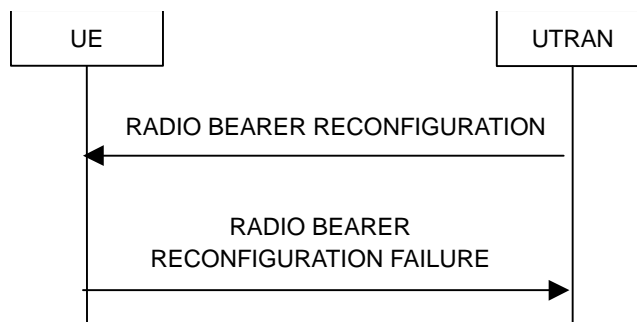 UE
UTRAN
RADIO BEARER RECONFIGURATION
RADIO BEARER
RECONFIGURATION FAILURE